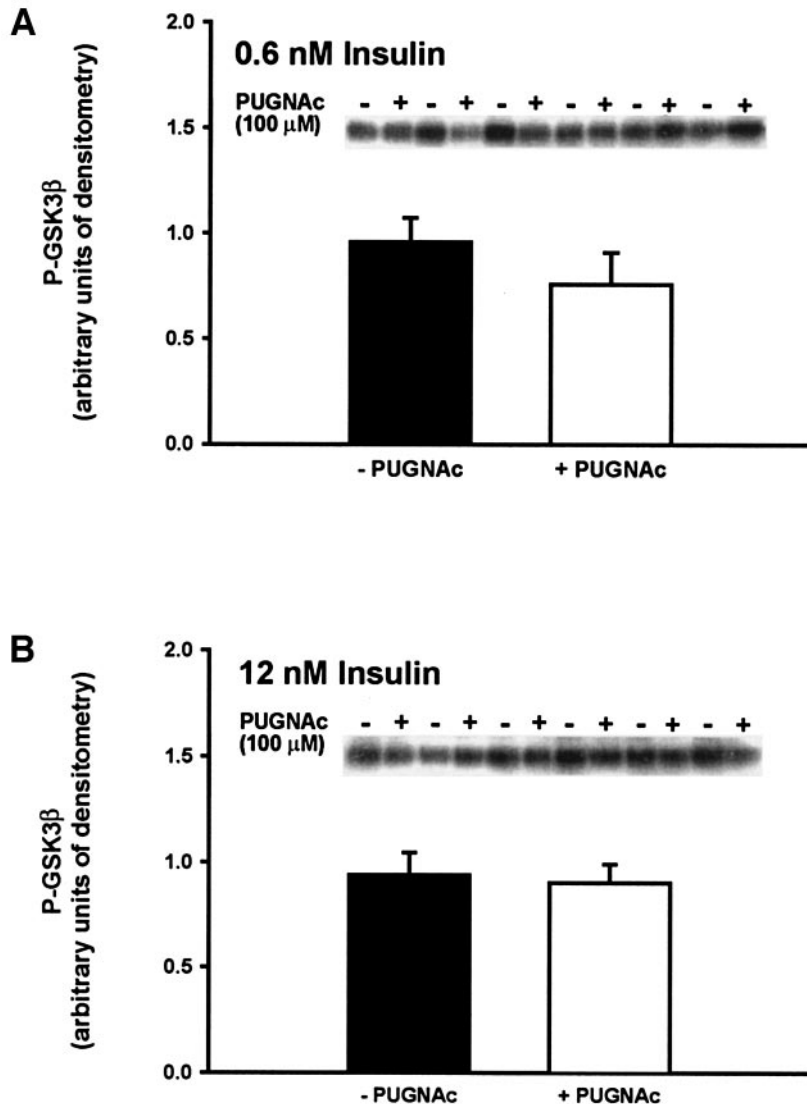 A
2.0
0.6 nM Insulin
PUGNAc - + - + - + - + - + - +
(100 µM)
1.5
P-GSK3β
(arbitrary units of densitometry)
1.0
0.5
0.0
- PUGNAc + PUGNAc
B
2.0
12 nM Insulin
PUGNAc - + - + - + - + - + - +
(100 µM)
1.5
P-GSK3β
(arbitrary units of densitometry)
1.0
0.5
0.0
- PUGNAc + PUGNAc